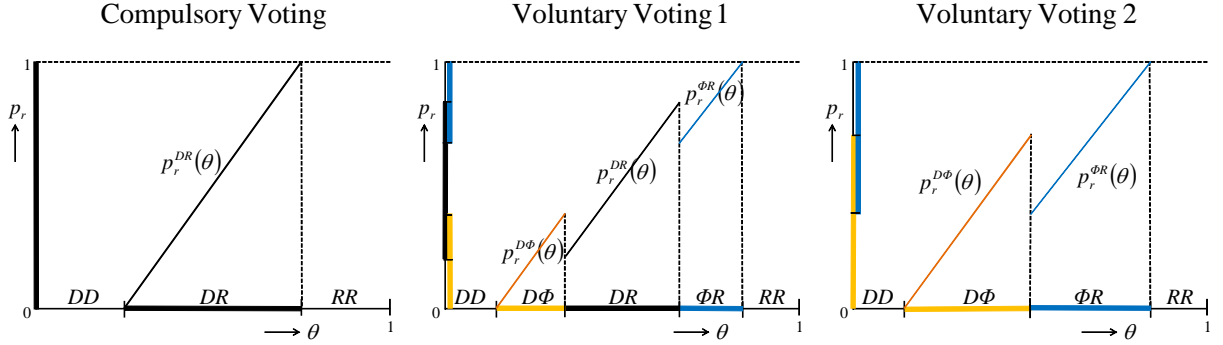 Compulsory Voting
1
p_r
p_r^{DR}(θ)
DD DR RR
0 θ 1
Voluntary Voting 1
1
p_r
p_r^{ΦR}(θ)
p_r^{DR}(θ)
p_r^{DΦ}(θ)
DD DΦ DR ΦR RR
0 θ 1
Voluntary Voting 2
1
p_r
p_r^{DΦ}(θ)
p_r^{ΦR}(θ)
DD DΦ ΦR RR
0 θ 1